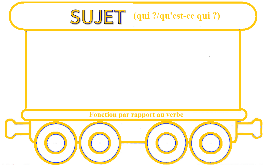 SUJET (qui ?/qu'est-ce qui ?)
Fonction par rapport au verbe